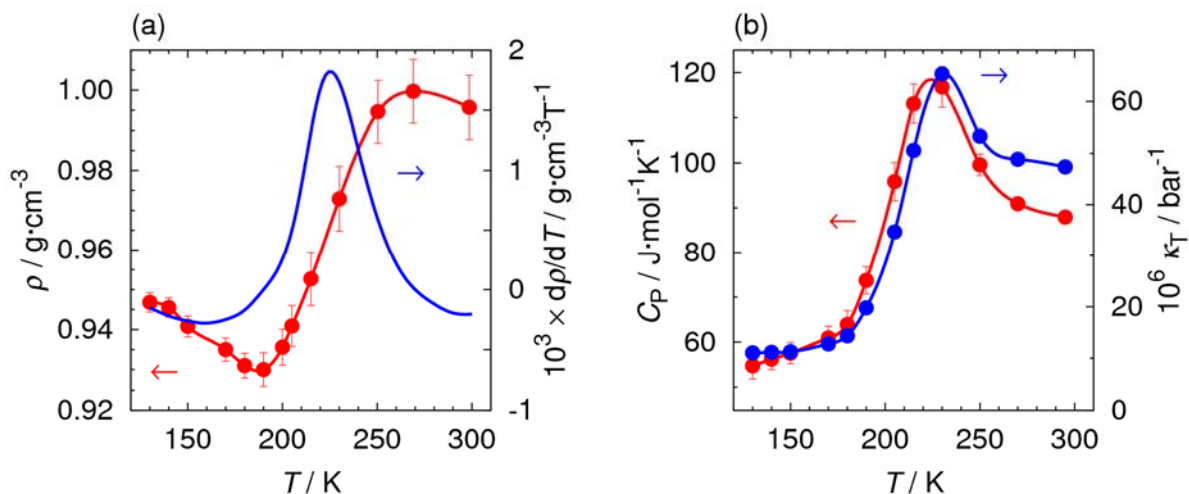 (a)
ρ / g·cm⁻³
1.00
0.98
0.96
0.94
0.92
2
1
0
-1
10³ × dρ/dT / g·cm⁻³T⁻¹
150 200 250 300
T / K
(b)
C_P / J·mol⁻¹K⁻¹
120
100
80
60
60
40
20
0
10⁶ κ_T / bar⁻¹
150 200 250 300
T / K